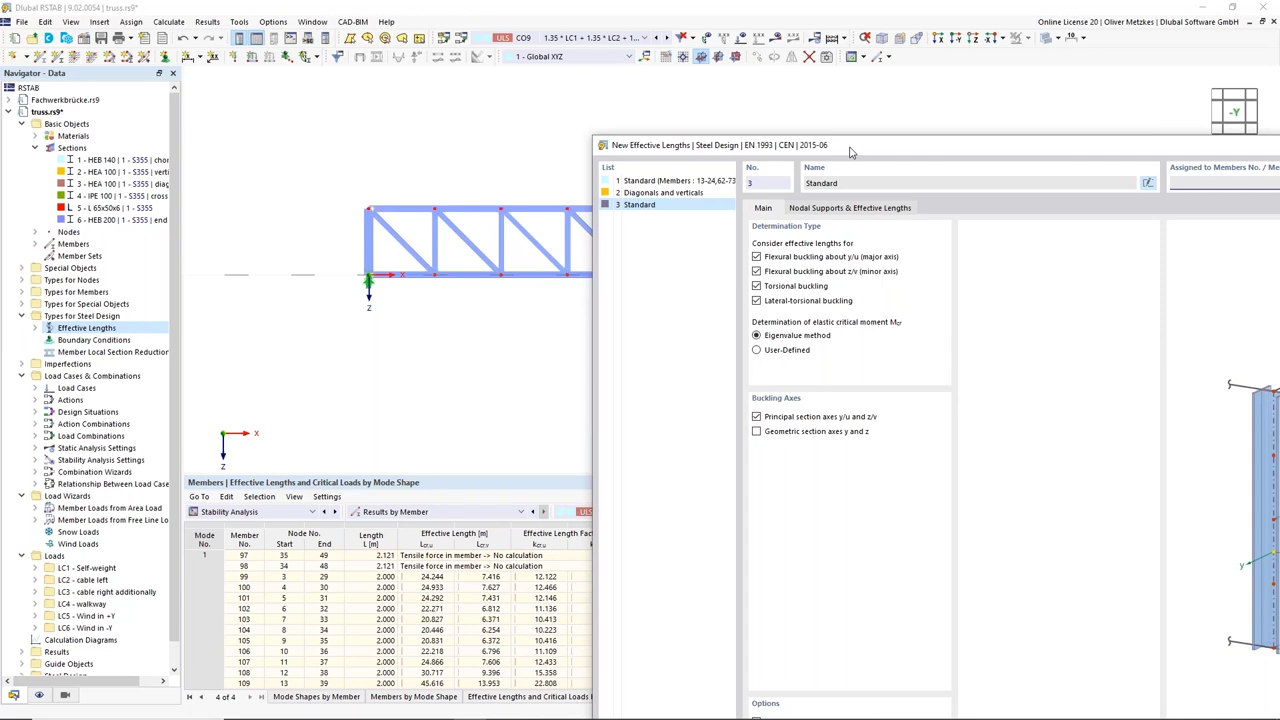 Dlubal RSTAB | 9.02.0054 | truss.rs9*
File Edit View Insert Assign Calculate Results Tools Options Window CAD-BIM Help
Online License 20 | Oliver Metzkes | Dlubal Software GmbH
ULS CO9 1.35 * LC1 + 1.35 * LC2 + 1...
1 - Global XYZ
Navigator - Data
RSTAB
Fachwerkbrücke.rs9
truss.rs9*
Basic Objects
Materials
Sections
1 - HEB 140 | 1 - S355 | chor
2 - HEA 100 | 1 - S355 | verti
3 - HEA 100 | 1 - S355 | diag
4 - IPE 100 | 1 - S355 | cross
5 - L 65x50x6 | 1 - S355
6 - HEB 200 | 1 - S355 | end
Nodes
Members
Member Sets
Special Objects
Types for Nodes
Types for Members
Types for Special Objects
Types for Steel Design
Effective Lengths
Boundary Conditions
Member Local Section Reduction
Imperfections
Load Cases & Combinations
Load Cases
Actions
Design Situations
Action Combinations
Load Combinations
Static Analysis Settings
Stability Analysis Settings
Combination Wizards
Relationship Between Load Case
Load Wizards
Member Loads from Area Load
Member Loads from Free Line Lo
Snow Loads
Wind Loads
Loads
LC1 - Self-weight
LC2 - cable left
LC3 - cable right additionally
LC4 - walkway
LC5 - Wind in +Y
LC6 - Wind in -Y
Calculation Diagrams
Results
Guide Objects
-Y
X
Z
X
Z
New Effective Lengths | Steel Design | EN 1993 | CEN | 2015-06
List
1 Standard (Members : 13-24,62-73
2 Diagonals and verticals
3 Standard
No.
3
Name
Standard
Assigned to Members No. / Me
Main Nodal Supports & Effective Lengths
Determination Type
Consider effective lengths for
Flexural buckling about y/u (major axis)
Flexural buckling about z/v (minor axis)
Torsional buckling
Lateral-torsional buckling
Determination of elastic critical moment Mcr
Eigenvalue method
User-Defined
Buckling Axes
Principal section axes y/u and z/v
Geometric section axes y and z
Options
y
Members | Effective Lengths and Critical Loads by Mode Shape
Go To Edit Selection View Settings
Stability Analysis Results by Member ULS
Mode No. Member No. Node No. Start End Length L [m] Effective Length [m] Lcr,u Lcr,v Effective Length Fac kcr,u
1 97 35 49 2.121 Tensile force in member -> No calculation
98 34 48 2.121 Tensile force in member -> No calculation
99 3 29 2.000 24.244 7.416 12.122
100 4 30 2.000 24.933 7.627 12.466
101 5 31 2.000 24.292 7.431 12.146
102 6 32 2.000 22.271 6.812 11.136
103 7 33 2.000 20.827 6.371 10.413
104 8 34 2.000 20.446 6.254 10.223
105 9 35 2.000 20.831 6.372 10.416
106 10 36 2.000 22.218 6.796 11.109
107 11 37 2.000 24.866 7.606 12.433
108 12 38 2.000 30.717 9.396 15.358
109 13 39 2.000 45.616 13.953 22.808
4 of 4 Mode Shapes by Member Members by Mode Shape Effective Lengths and Critical Loads